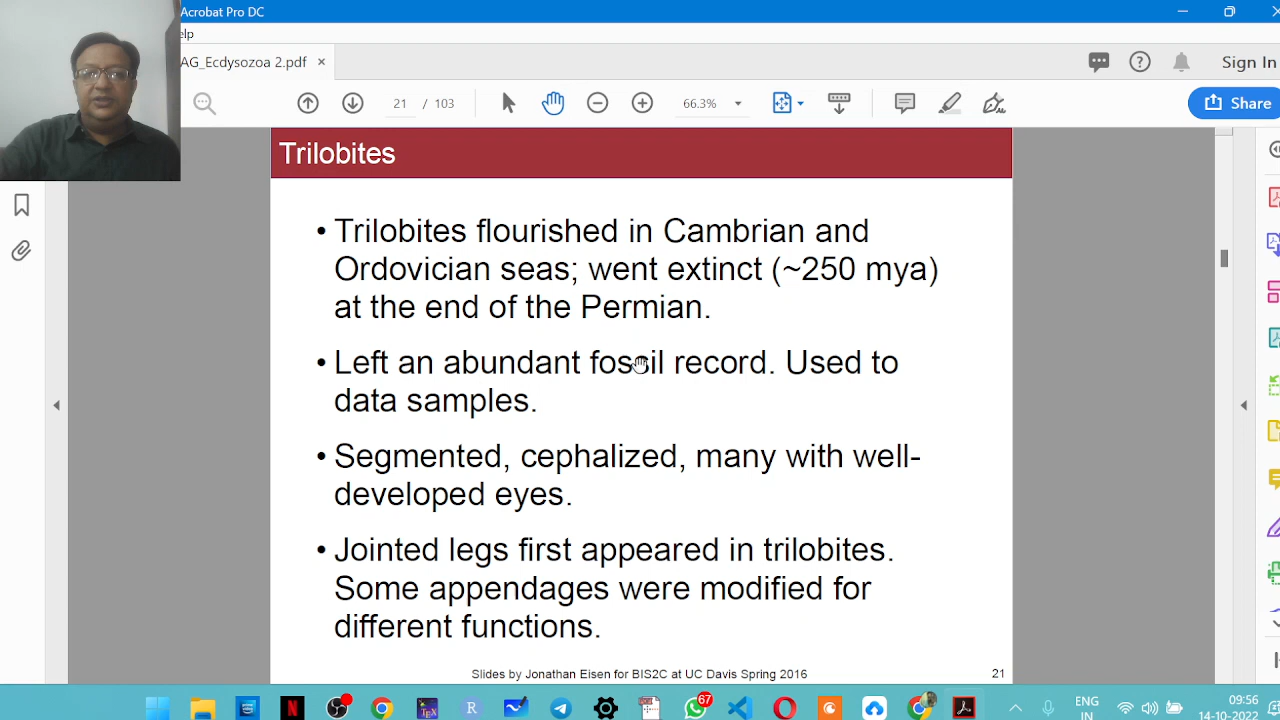 Acrobat Pro DC
elp
AG_Ecdysozoa 2.pdf ×
Sign In
21 / 103
66.3%
Share
Trilobites
• Trilobites flourished in Cambrian and
Ordovician seas; went extinct (~250 mya)
at the end of the Permian.
• Left an abundant fossil record. Used to
data samples.
• Segmented, cephalized, many with well-
developed eyes.
• Jointed legs first appeared in trilobites.
Some appendages were modified for
different functions.
Slides by Jonathan Eisen for BIS2C at UC Davis Spring 2016
21
67
ENG
IN
09:56
14-10-2022